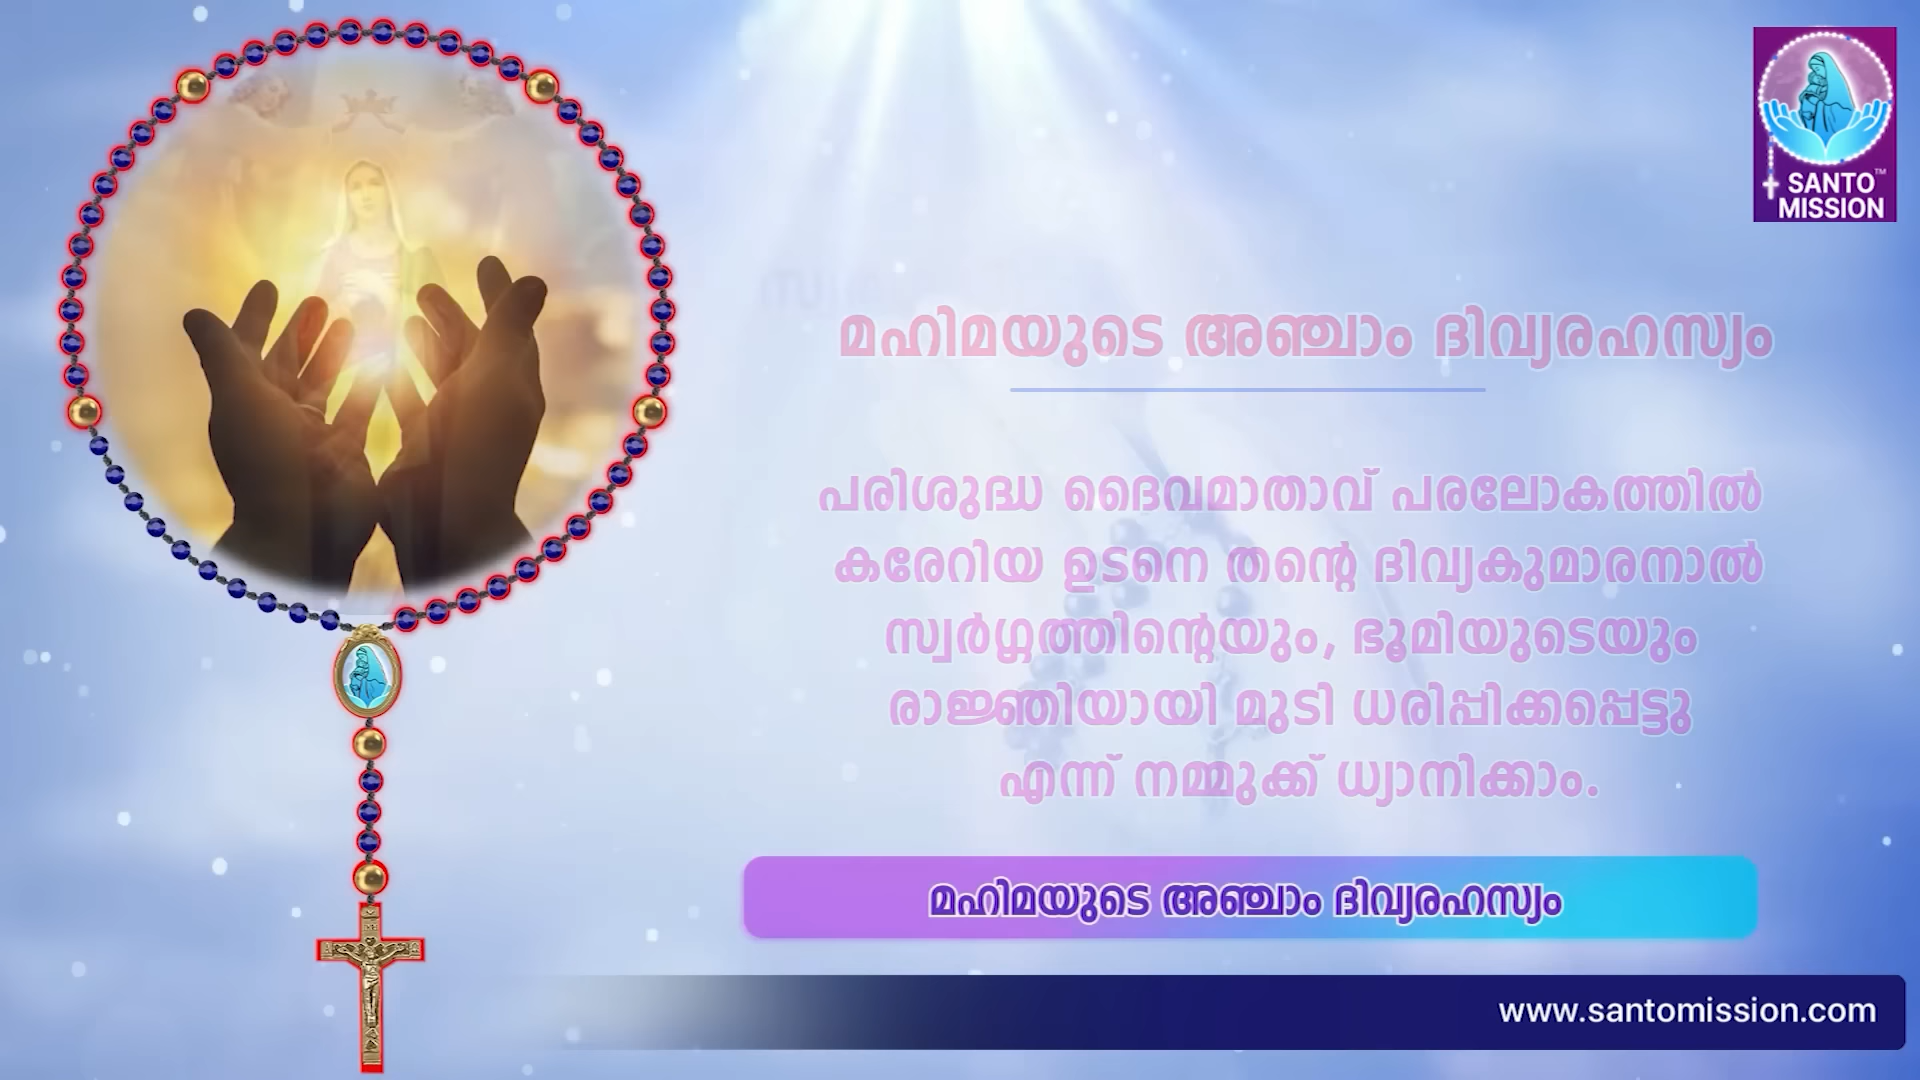 SANTO™
MISSION
മഹിമയുടെ അഞ്ചാം ദിവ്യരഹസ്യം
പരിശുദ്ധ ദൈവമാതാവ് പരലോകത്തിൽ
കരേറിയ ഉടനെ തന്റെ ദിവ്യകുമാരനാൽ
സ്വർഗ്ഗത്തിന്റെയും, ഭൂമിയുടെയും
രാജ്ഞിയായി മുടി ധരിപ്പിക്കപ്പെട്ടു
എന്ന് നമ്മുക്ക് ധ്യാനിക്കാം.
മഹിമയുടെ അഞ്ചാം ദിവ്യരഹസ്യം
www.santomission.com